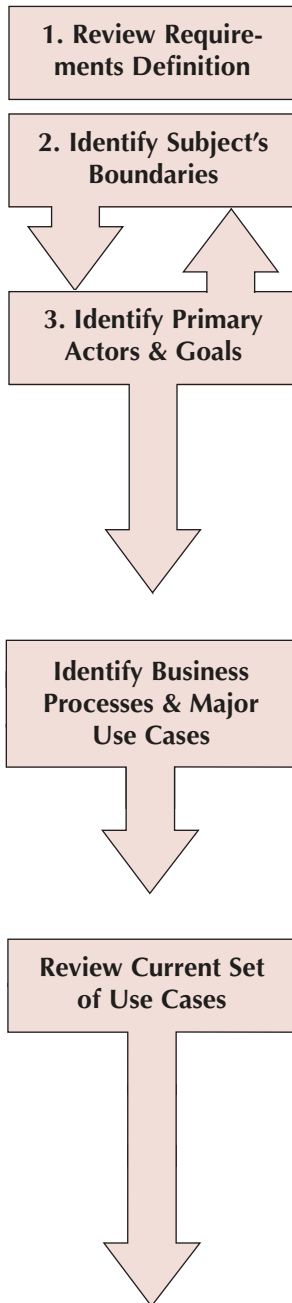 1. Review Require-
ments Definition
2. Identify Subject’s
Boundaries
3. Identify Primary
Actors & Goals
Identify Business
Processes & Major
Use Cases
Review Current Set
of Use Cases